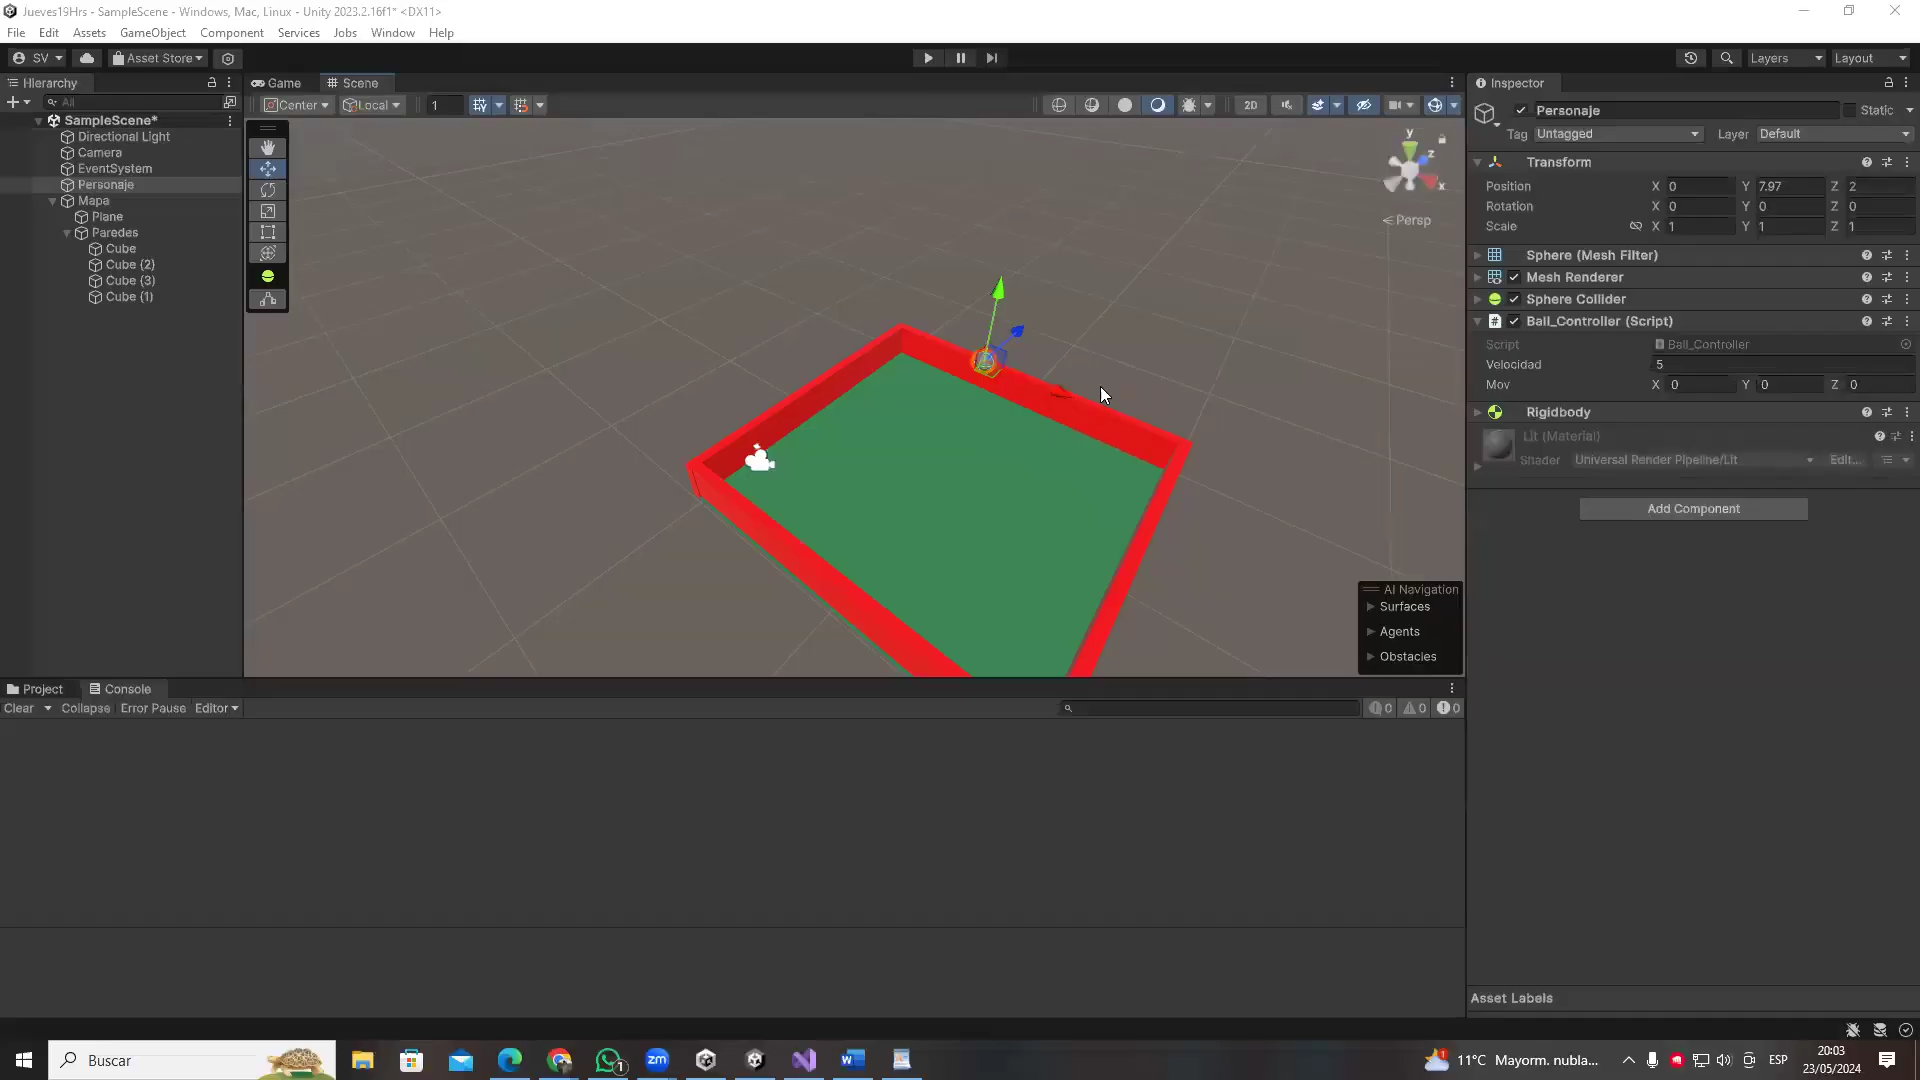 Jueves19Hrs - SampleScene - Windows, Mac, Linux - Unity 2023.2.16f1* <DX11>
File Edit Assets GameObject Component Services Jobs Window Help
SV Asset Store Layers Layout
Hierarchy
All
SampleScene*
Directional Light
Camera
EventSystem
Personaje
Mapa
Plane
Paredes
Cube
Cube (2)
Cube (3)
Cube (1)
Game Scene
Center Local 1 2D
y
z
x
< Persp
AI Navigation
Surfaces
Agents
Obstacles
Inspector
Personaje Static
Tag Untagged Layer Default
Transform
Position X 0 Y 7.97 Z 2
Rotation X 0 Y 0 Z 0
Scale X 1 Y 1 Z 1
Sphere (Mesh Filter)
Mesh Renderer
Sphere Collider
# Ball_Controller (Script)
Script Ball_Controller
Velocidad 5
Mov X 0 Y 0 Z 0
Rigidbody
Lit (Material)
Shader Universal Render Pipeline/Lit Edit...
Add Component
Asset Labels
Project Console
Clear Collapse Error Pause Editor 0 0 0
Buscar
zm
1
11°C Mayorm. nubla... ESP
20:03
23/05/2024